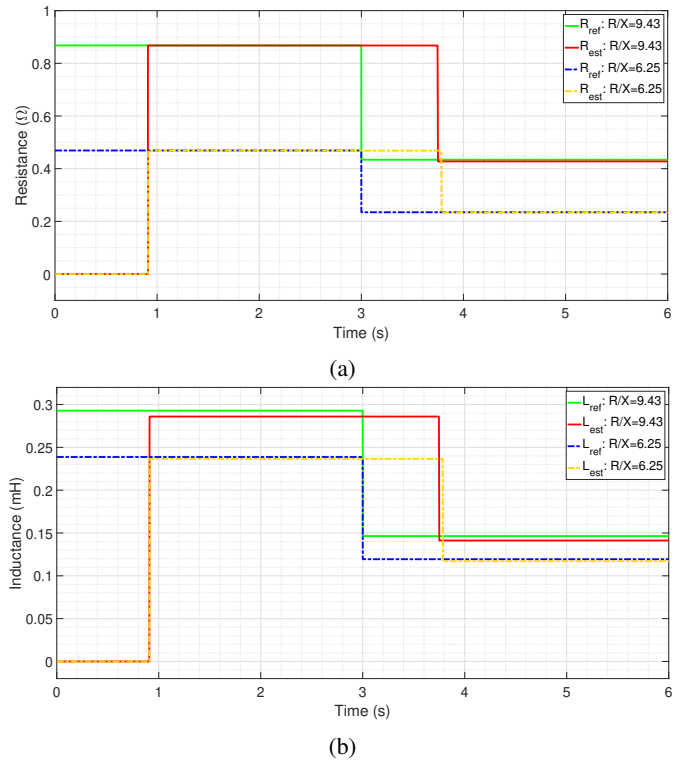 1
0.8
0.6
0.4
0.2
0
Resistance (Ω)
R_ref: R/X=9.43
R_est: R/X=9.43
R_ref: R/X=6.25
R_est: R/X=6.25
0 1 2 3 4 5 6
Time (s)
(a)
0.3
0.25
0.2
0.15
0.1
0.05
0
Inductance (mH)
L_ref: R/X=9.43
L_est: R/X=9.43
L_ref: R/X=6.25
L_est: R/X=6.25
0 1 2 3 4 5 6
Time (s)
(b)